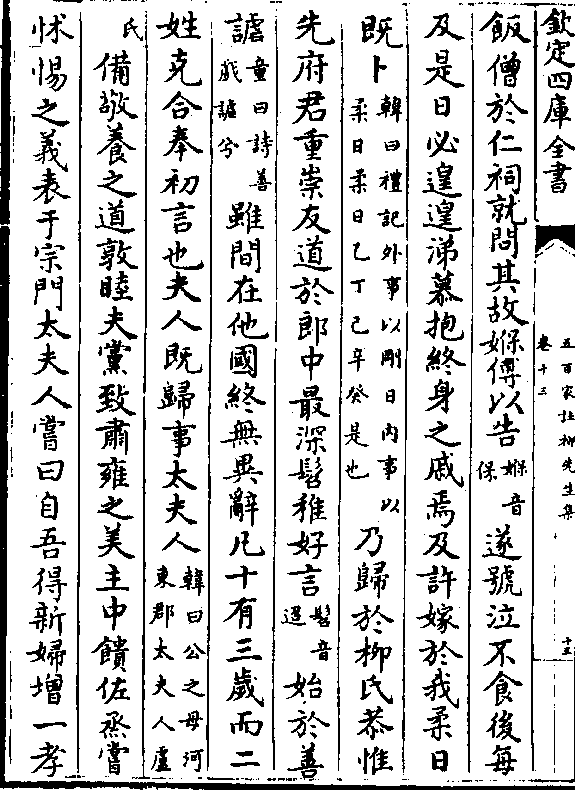 欽定四庫全書
五百家注柳先生集
卷十三
十三
飯僧於仁祠就問其故媬傅以告媬音保遂號泣不食後每
及是日必遑遑涕慕抱終身之戚焉及許嫁於我柔日
既卜韓曰禮記外事以剛日内事以柔日柔日乙丁己辛癸是也乃歸於柳氏恭惟
先府君重崇友道於郎中最深髫稚好言髫音迢始於善
謔童曰詩善戲謔兮雖間在他國終無異辭凡十有三歲而二
姓克合奉初言也夫人既歸事太夫人韓曰公之母河東郡太夫人盧氏
備敬養之道敦睦夫黨致肅雍之美主中饋佐烝嘗
怵惕之義表于宗門太夫人嘗曰自吾得新婦增一孝